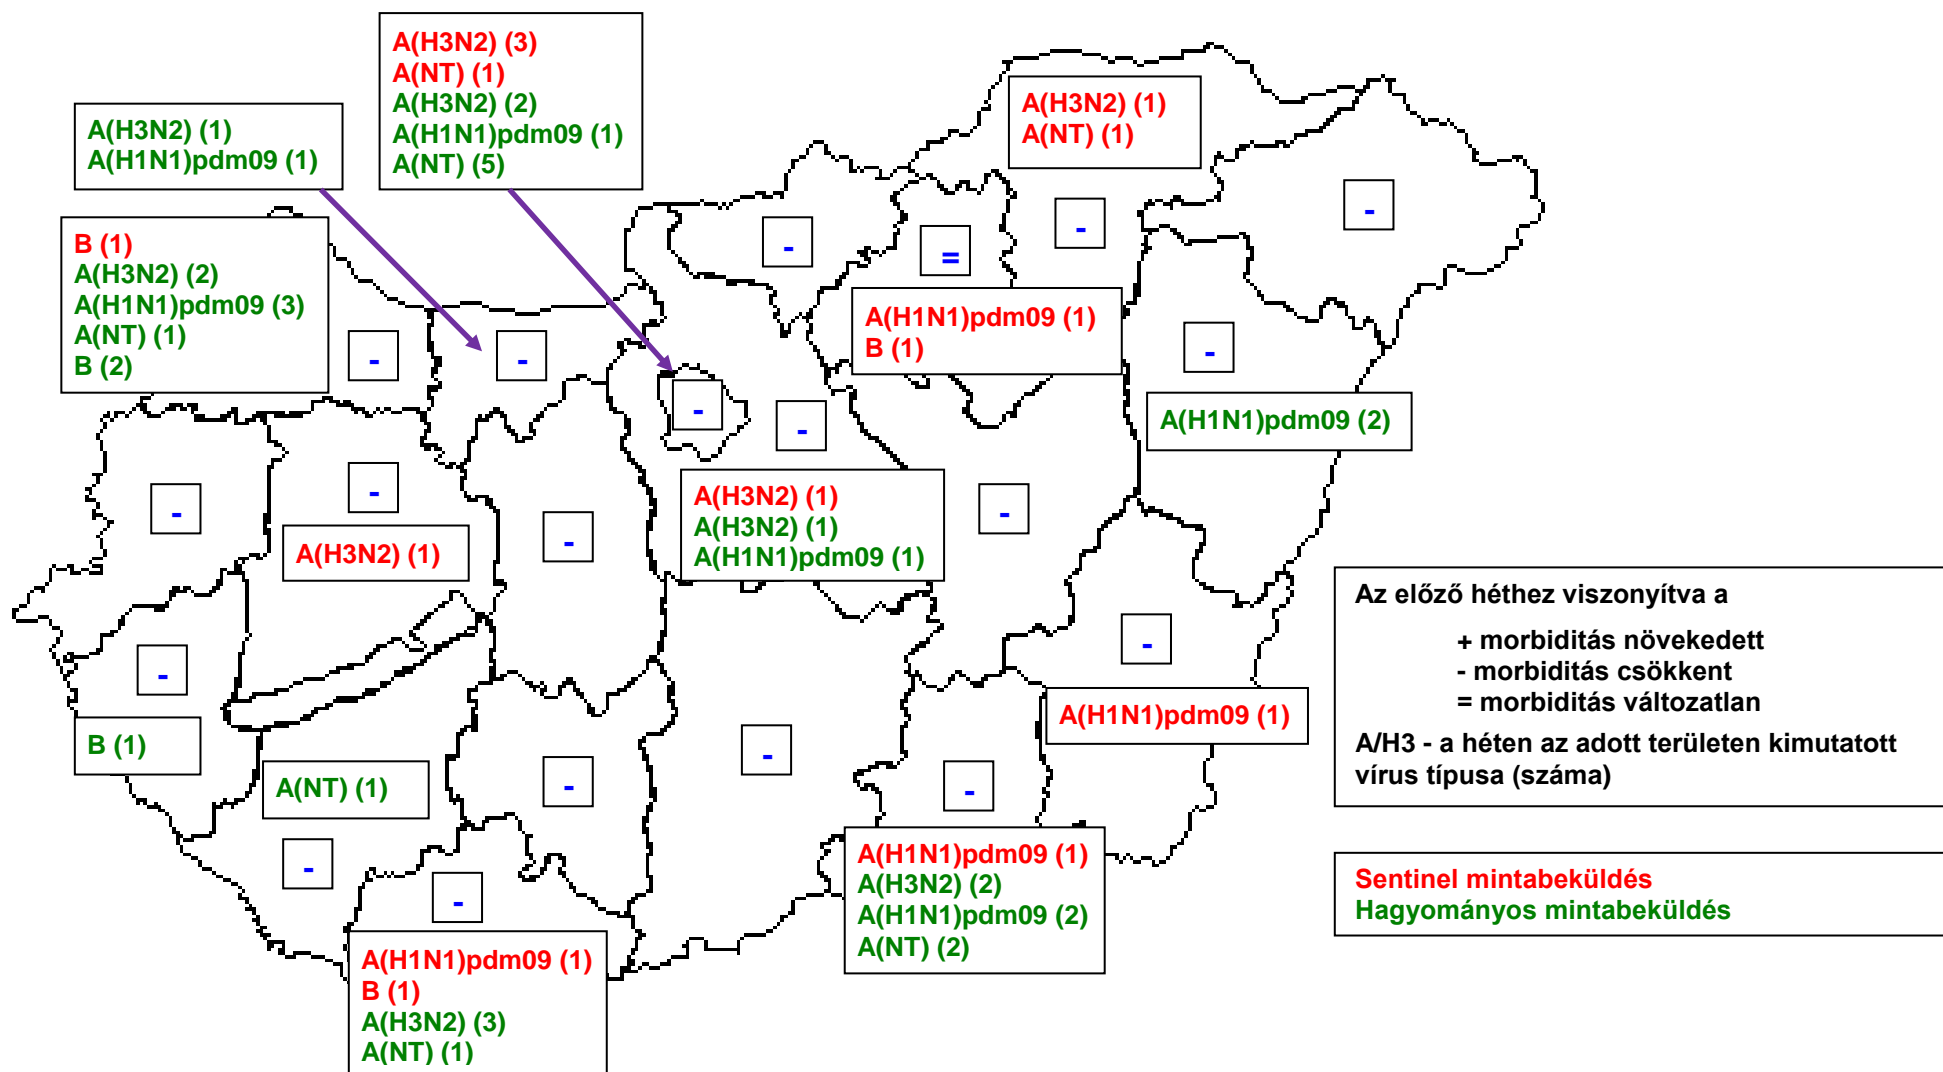 A(H3N2) (3)
A(NT) (1)
A(H3N2) (2)
A(H1N1)pdm09 (1)
A(NT) (5)
A(H3N2) (1)
A(NT) (1)
A(H3N2) (1)
A(H1N1)pdm09 (1)
B (1)
A(H3N2) (2)
A(H1N1)pdm09 (3)
A(NT) (1)
B (2)
-
-
=
-
-
-
-
-
-
A(H1N1)pdm09 (1)
B (1)
-
A(H1N1)pdm09 (2)
-
-
-
-
A(H3N2) (1)
A(H3N2) (1)
A(H3N2) (1)
A(H1N1)pdm09 (1)
-
-
A(H1N1)pdm09 (1)
B (1)
A(NT) (1)
-
-
-
-
-
A(H1N1)pdm09 (1)
A(H3N2) (2)
A(H1N1)pdm09 (2)
A(NT) (2)
A(H1N1)pdm09 (1)
B (1)
A(H3N2) (3)
A(NT) (1)
Az előző héthez viszonyítva a
+ morbiditás növekedett
- morbiditás csökkent
= morbiditás változatlan
A/H3 - a héten az adott területen kimutatott
vírus típusa (száma)
Sentinel mintabeküldés
Hagyományos mintabeküldés